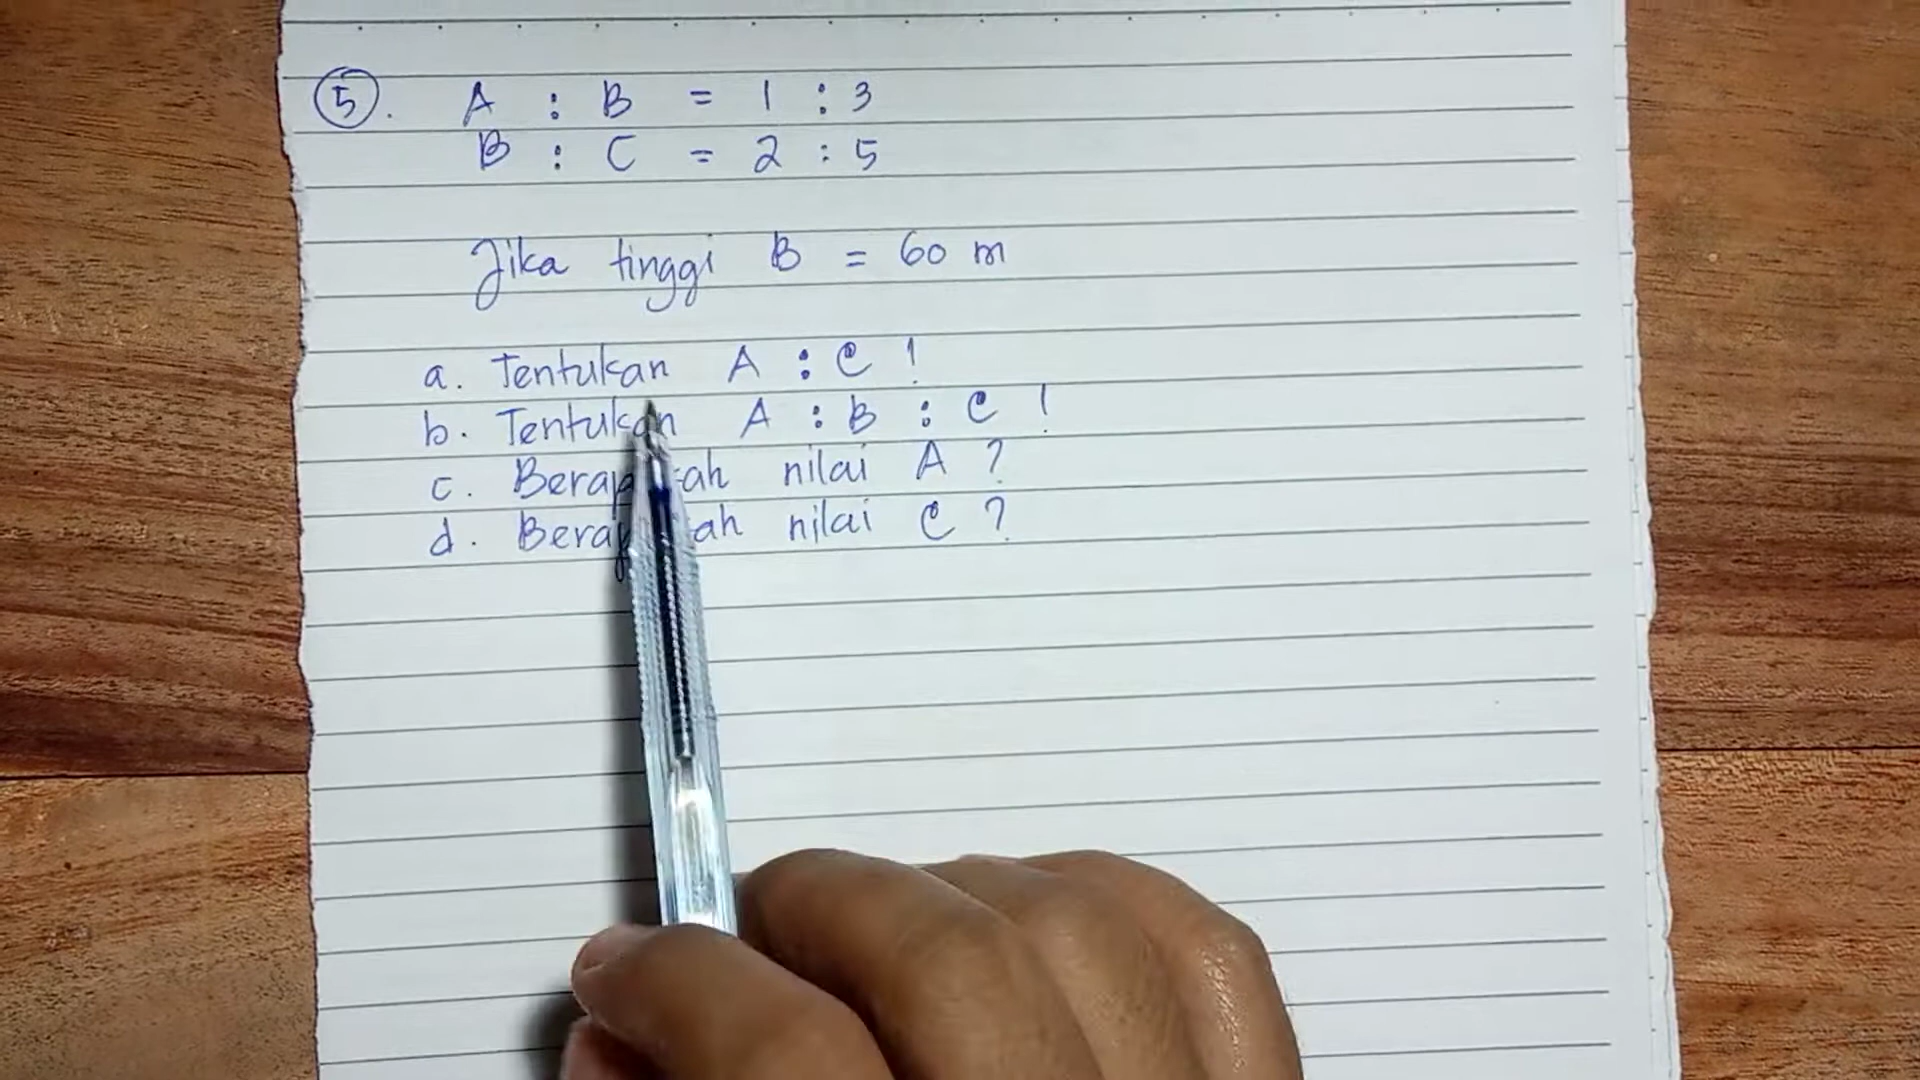 5. A : B = 1 : 3
B : C = 2 : 5
Jika tinggi B = 60 m
a. Tentukan A : C !
b. Tentukan A : B : C !
c. nilai A ?
d. nilai C ?